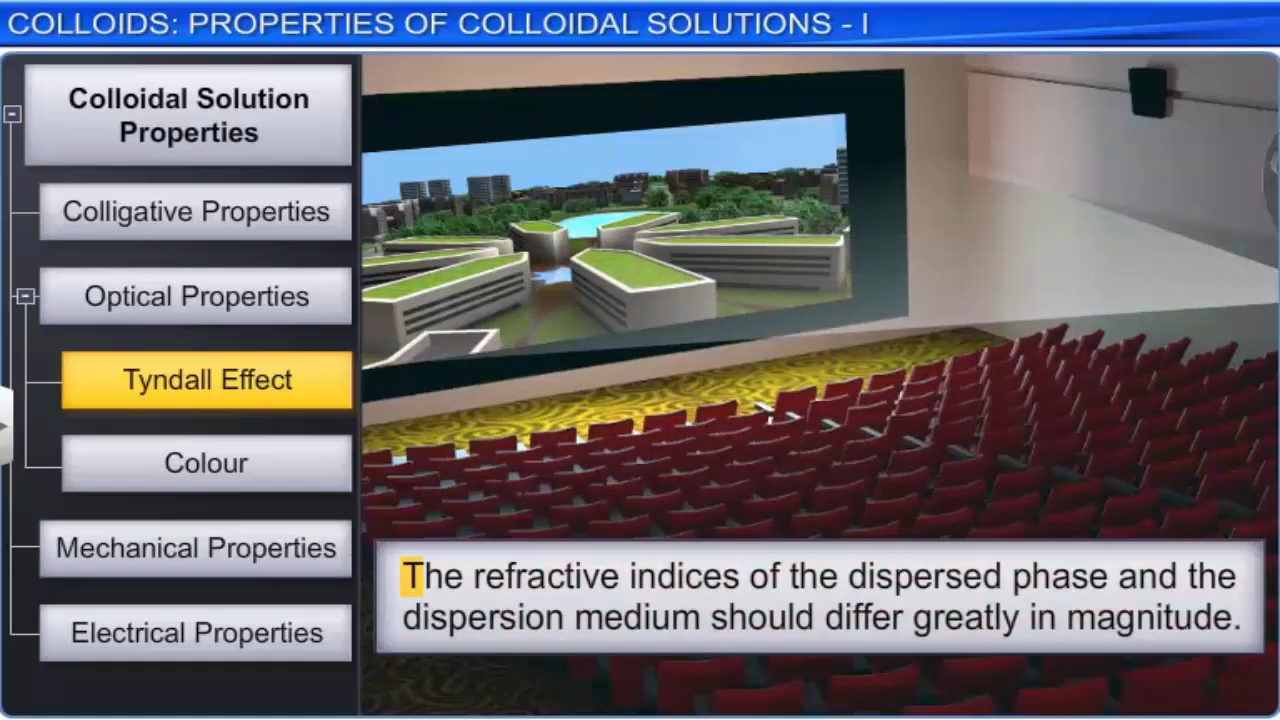 COLLOIDS: PROPERTIES OF COLLOIDAL SOLUTIONS - I
Colloidal Solution
Properties
Colligative Properties
Optical Properties
Tyndall Effect
Colour
Mechanical Properties
Electrical Properties
The refractive indices of the dispersed phase and the
dispersion medium should differ greatly in magnitude.